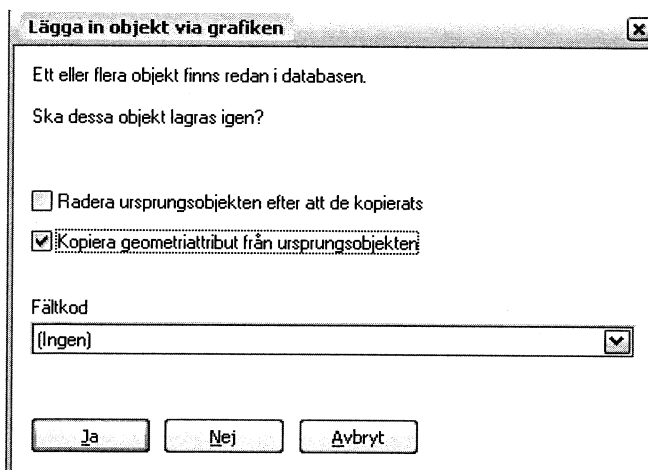 Lägga in objekt via grafiken
Ett eller flera objekt finns redan i databasen.
Ska dessa objekt lagras igen?
Radera ursprungsobjekten efter att de kopierats
Kopiera geometriattribut från ursprungsobjekten
Fältkod
(Ingen)
Ja Nej Avbryt